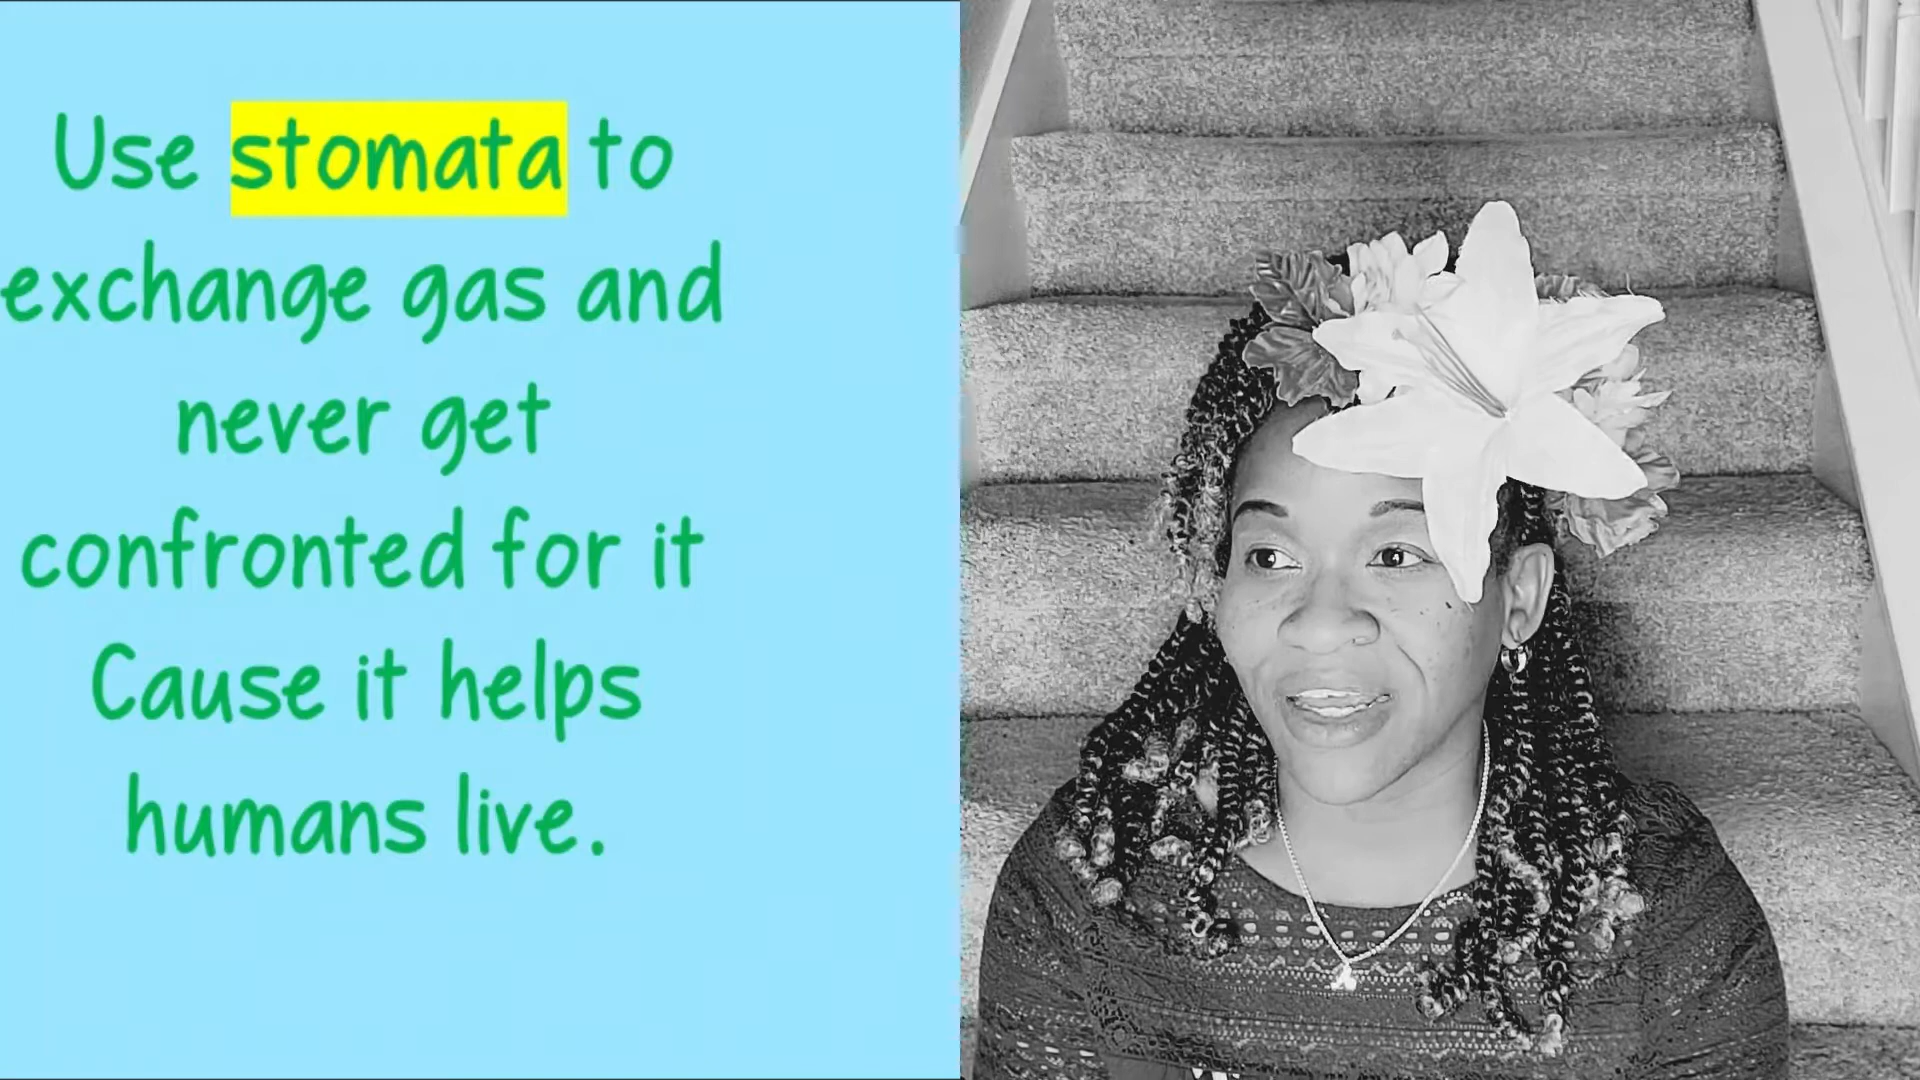 Use stomata to
exchange gas and
never get
confronted for it
Cause it helps
humans live.